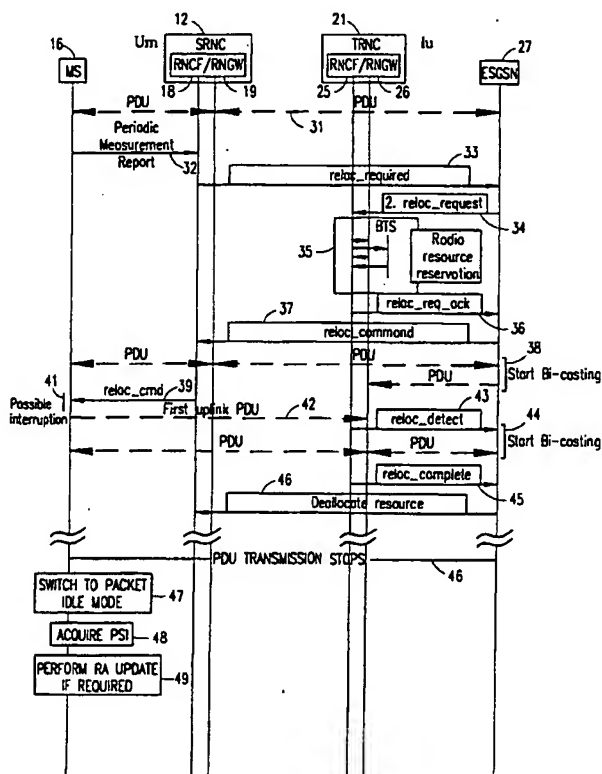 16
MS
Um
12
SRNC
RNCF/RNGW
18
19
21
TRNC
RNCF/RNGW
25
26
Iu
27
ESGSN
PDU
PDU
31
Periodic
Measurement
Report
32
33
reloc_required
2. reloc_request
34
35
BTS
Radio
resource
reservation
37
reloc_req_ack
36
reloc_command
PDU
PDU
38
Start Bi-casting
PDU
41
reloc_cmd
39
Possible
interruption
First uplink PDU
42
43
reloc_detect
44
PDU
PDU
Start Bi-casting
reloc_complete
45
46
Deallocate resource
PDU TRANSMISSION STOPS
46
SWITCH TO PACKET
IDLE MODE
47
ACQUIRE PSI
48
PERFORM RA UPDATE
IF REQUIRED
49